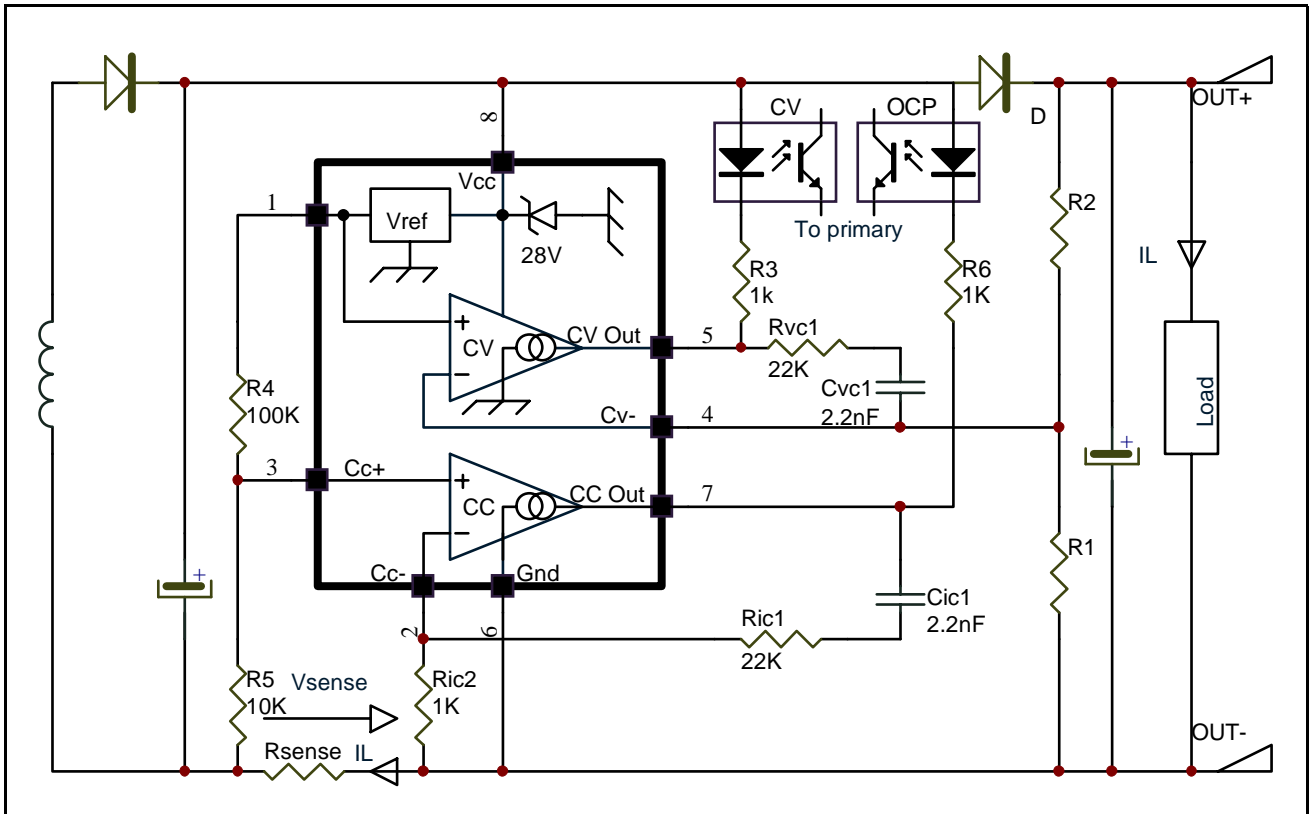 CV
OCP
OUT+
D
8
Vcc
1
Vref
28V
To primary
R2
IL
R3
1k
R6
1K
+
CV
CV Out
5
Rvc1
22K
Cvc1
2.2nF
−
Cv-
4
Load
R4
100K
3
Cc+
+
CC
CC Out
7
−
+
R1
Cc-
Gnd
+
2
6
Cic1
2.2nF
Ric1
22K
R5
10K
Vsense
Ric2
1K
Rsense
IL
OUT-